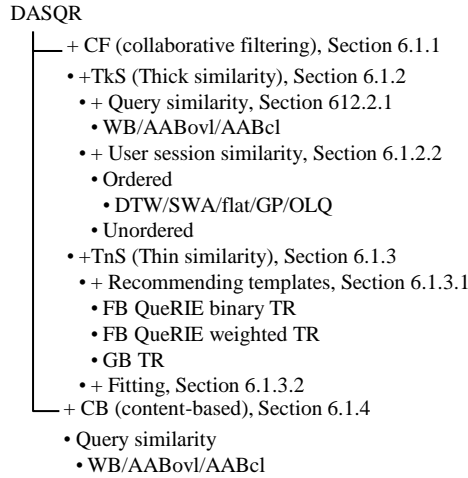 DASQR
+ CF (collaborative filtering), Section 6.1.1
• +TkS (Thick similarity), Section 6.1.2
• + Query similarity, Section 612.2.1
• WB/AABovl/AABcl
• + User session similarity, Section 6.1.2.2
• Ordered
• DTW/SWA/flat/GP/OLQ
• Unordered
• +TnS (Thin similarity), Section 6.1.3
• + Recommending templates, Section 6.1.3.1
• FB QueRIE binary TR
• FB QueRIE weighted TR
• GB TR
• + Fitting, Section 6.1.3.2
+ CB (content-based), Section 6.1.4
• Query similarity
• WB/AABovl/AABcl